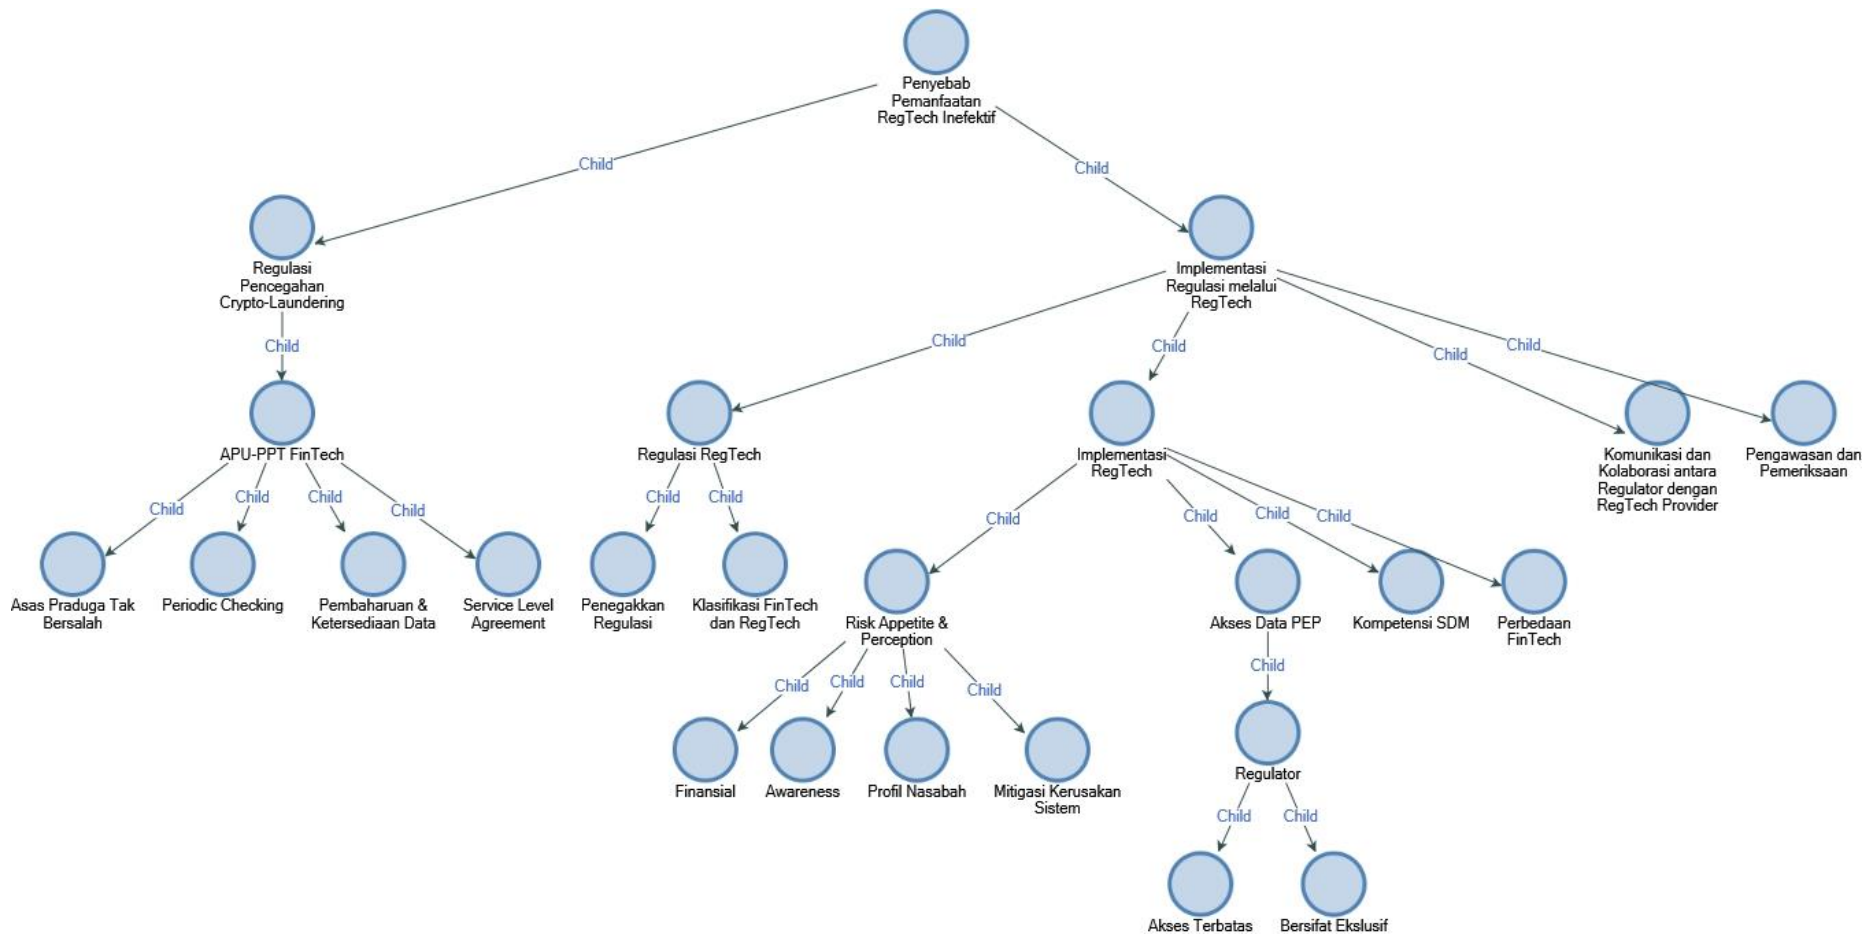 Penyebab
Pemanfaatan
RegTech Inefektif
Child
Child
Regulasi
Pencegahan
Crypto-Laundering
Implementasi
Regulasi melalui
RegTech
Child
Child
Child
Child
Child
APU-PPT FinTech
Regulasi RegTech
Implementasi
RegTech
Komunikasi dan
Kolaborasi antara
Regulator dengan
RegTech Provider
Pengawasan dan
Pemeriksaan
Child
Child
Child
Child
Child
Child
Child
Child
Child
Child
Asas Praduga Tak
Bersalah
Periodic Checking
Pembaharuan &
Ketersediaan Data
Service Level
Agreement
Penegakkan
Regulasi
Klasifikasi FinTech
dan RegTech
Risk Appetite &
Perception
Akses Data PEP
Kompetensi SDM
Perbedaan
FinTech
Child
Child
Child
Child
Child
Finansial
Awareness
Profil Nasabah
Mitigasi Kerusakan
Sistem
Regulator
Child
Child
Akses Terbatas
Bersifat Ekslusif